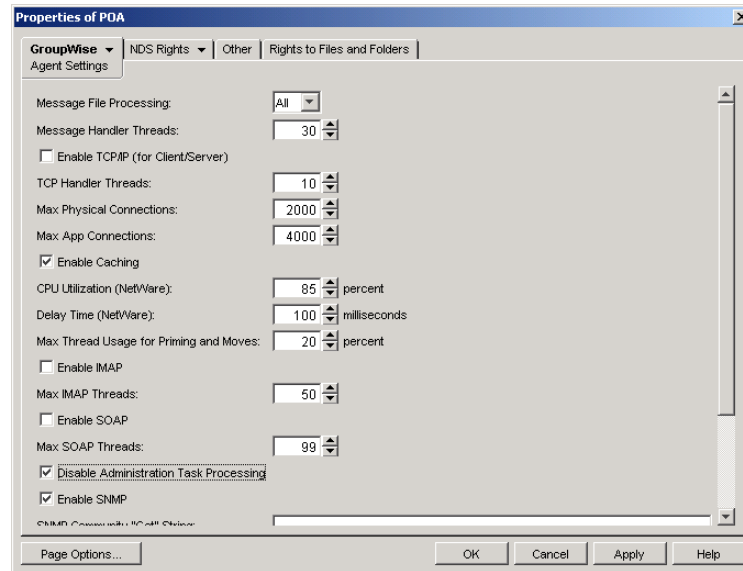 Properties of POA
GroupWise NDS Rights Other Rights to Files and Folders
Agent Settings
Message File Processing: All
Message Handler Threads: 30
Enable TCP/IP (for Client/Server)
TCP Handler Threads: 10
Max Physical Connections: 2000
Max App Connections: 4000
Enable Caching
CPU Utilization (NetWare): 85 percent
Delay Time (NetWare): 100 milliseconds
Max Thread Usage for Priming and Moves: 20 percent
Enable IMAP
Max IMAP Threads: 50
Enable SOAP
Max SOAP Threads: 99
Disable Administration Task Processing
Enable SNMP
SNMP Community "Get" String:
Page Options... OK Cancel Apply Help